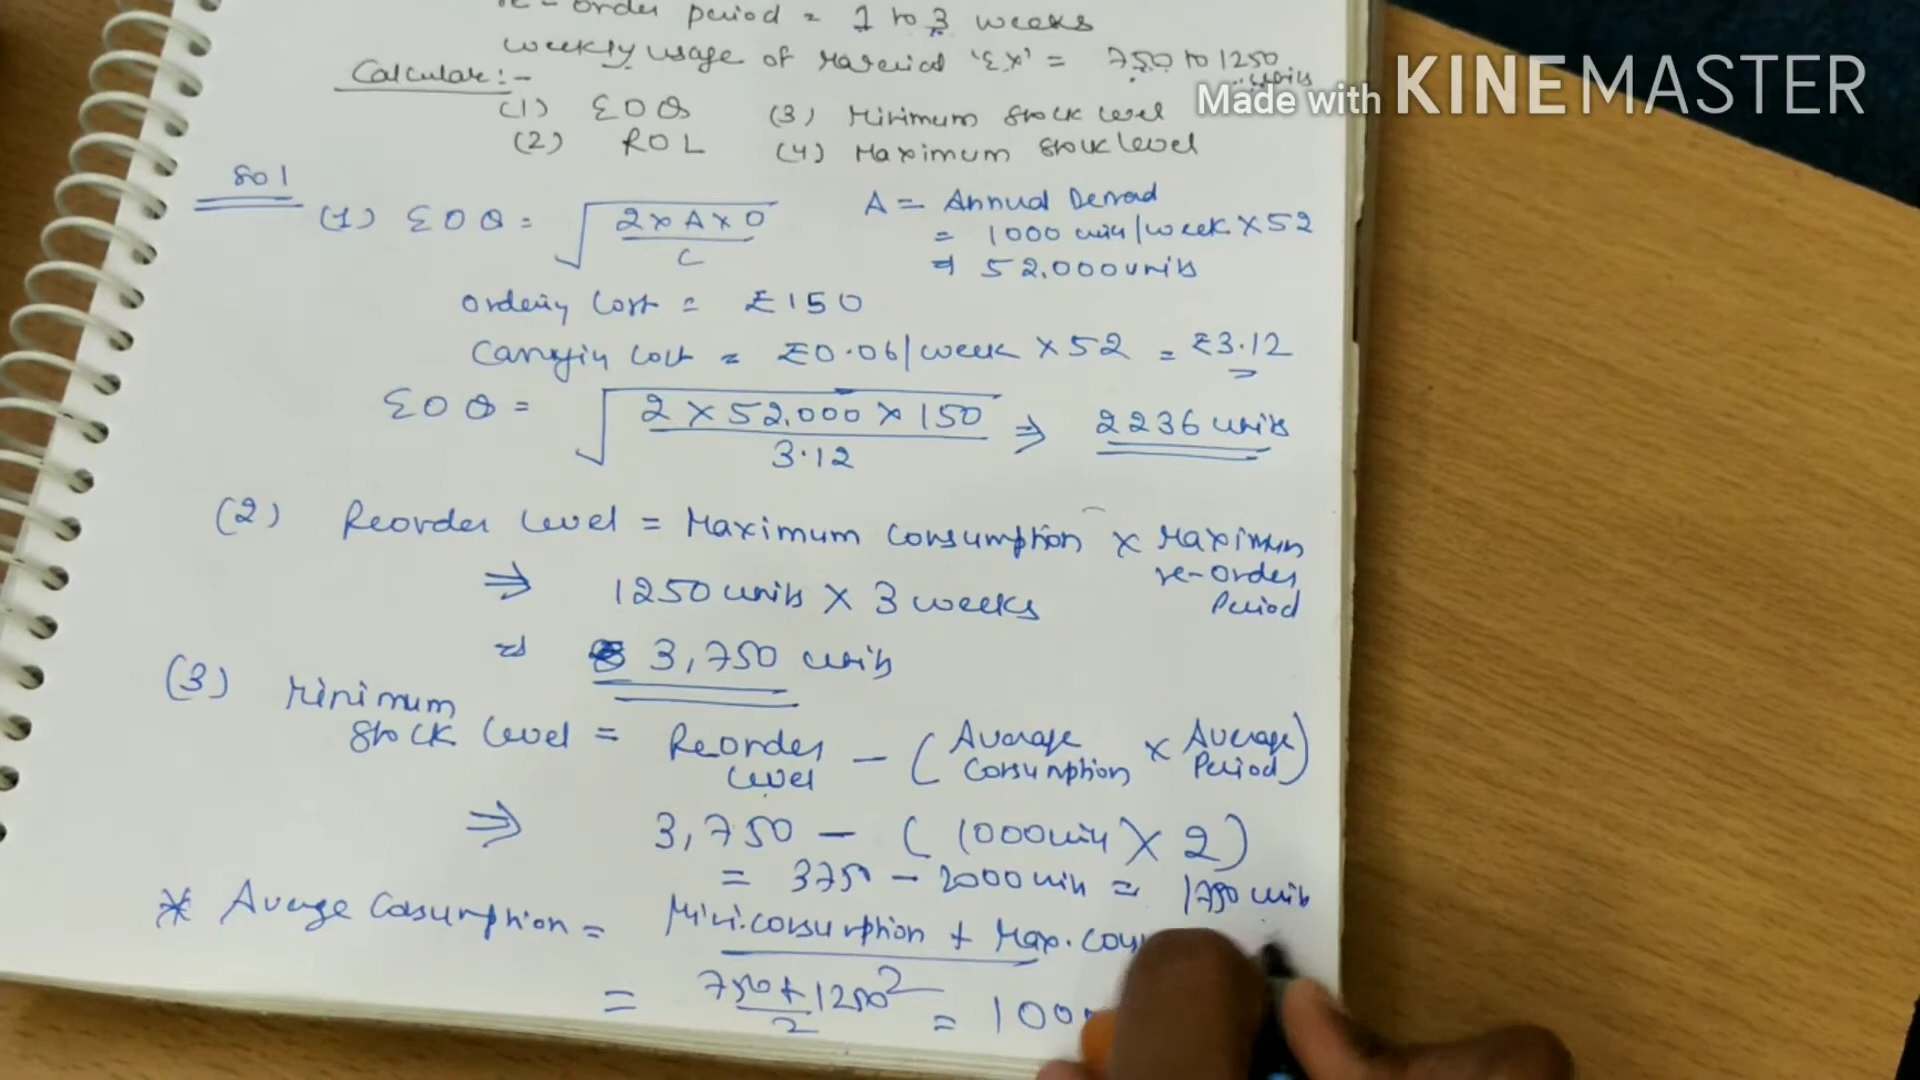 re-order period = 1 to 3 weeks
weekly usage of material 'EX' = 750 to 1250 units
Made with KINEMASTER
Calculate:-
(1) EOQ (3) Minimum stock level
(2) ROL (4) Maximum stock level
Sol
(1) EOQ = √ 2 × A × O / C
A = Annual Demad
= 1000 units/week × 52
⇒ 52,000 units
Ordering Cost = ₹150
Carrying Cost = ₹0.06/week × 52 = ₹3.12
EOQ = √ 2 × 52,000 × 150 / 3.12 ⇒ 2236 units
(2) Reorder level = Maximum Consumption × Maximum re-order Period
⇒ 1250 units × 3 weeks
⇒ 3,750 units
(3) Minimum stock level = Reorder level - (Average Consumption × Average Period)
⇒ 3,750 - (1000 unit × 2)
= 3750 - 2000 unit = 1750 units
* Average Consumption = Mini. consumption + Max. cons
2
= 750 + 1250 / 2 = 100